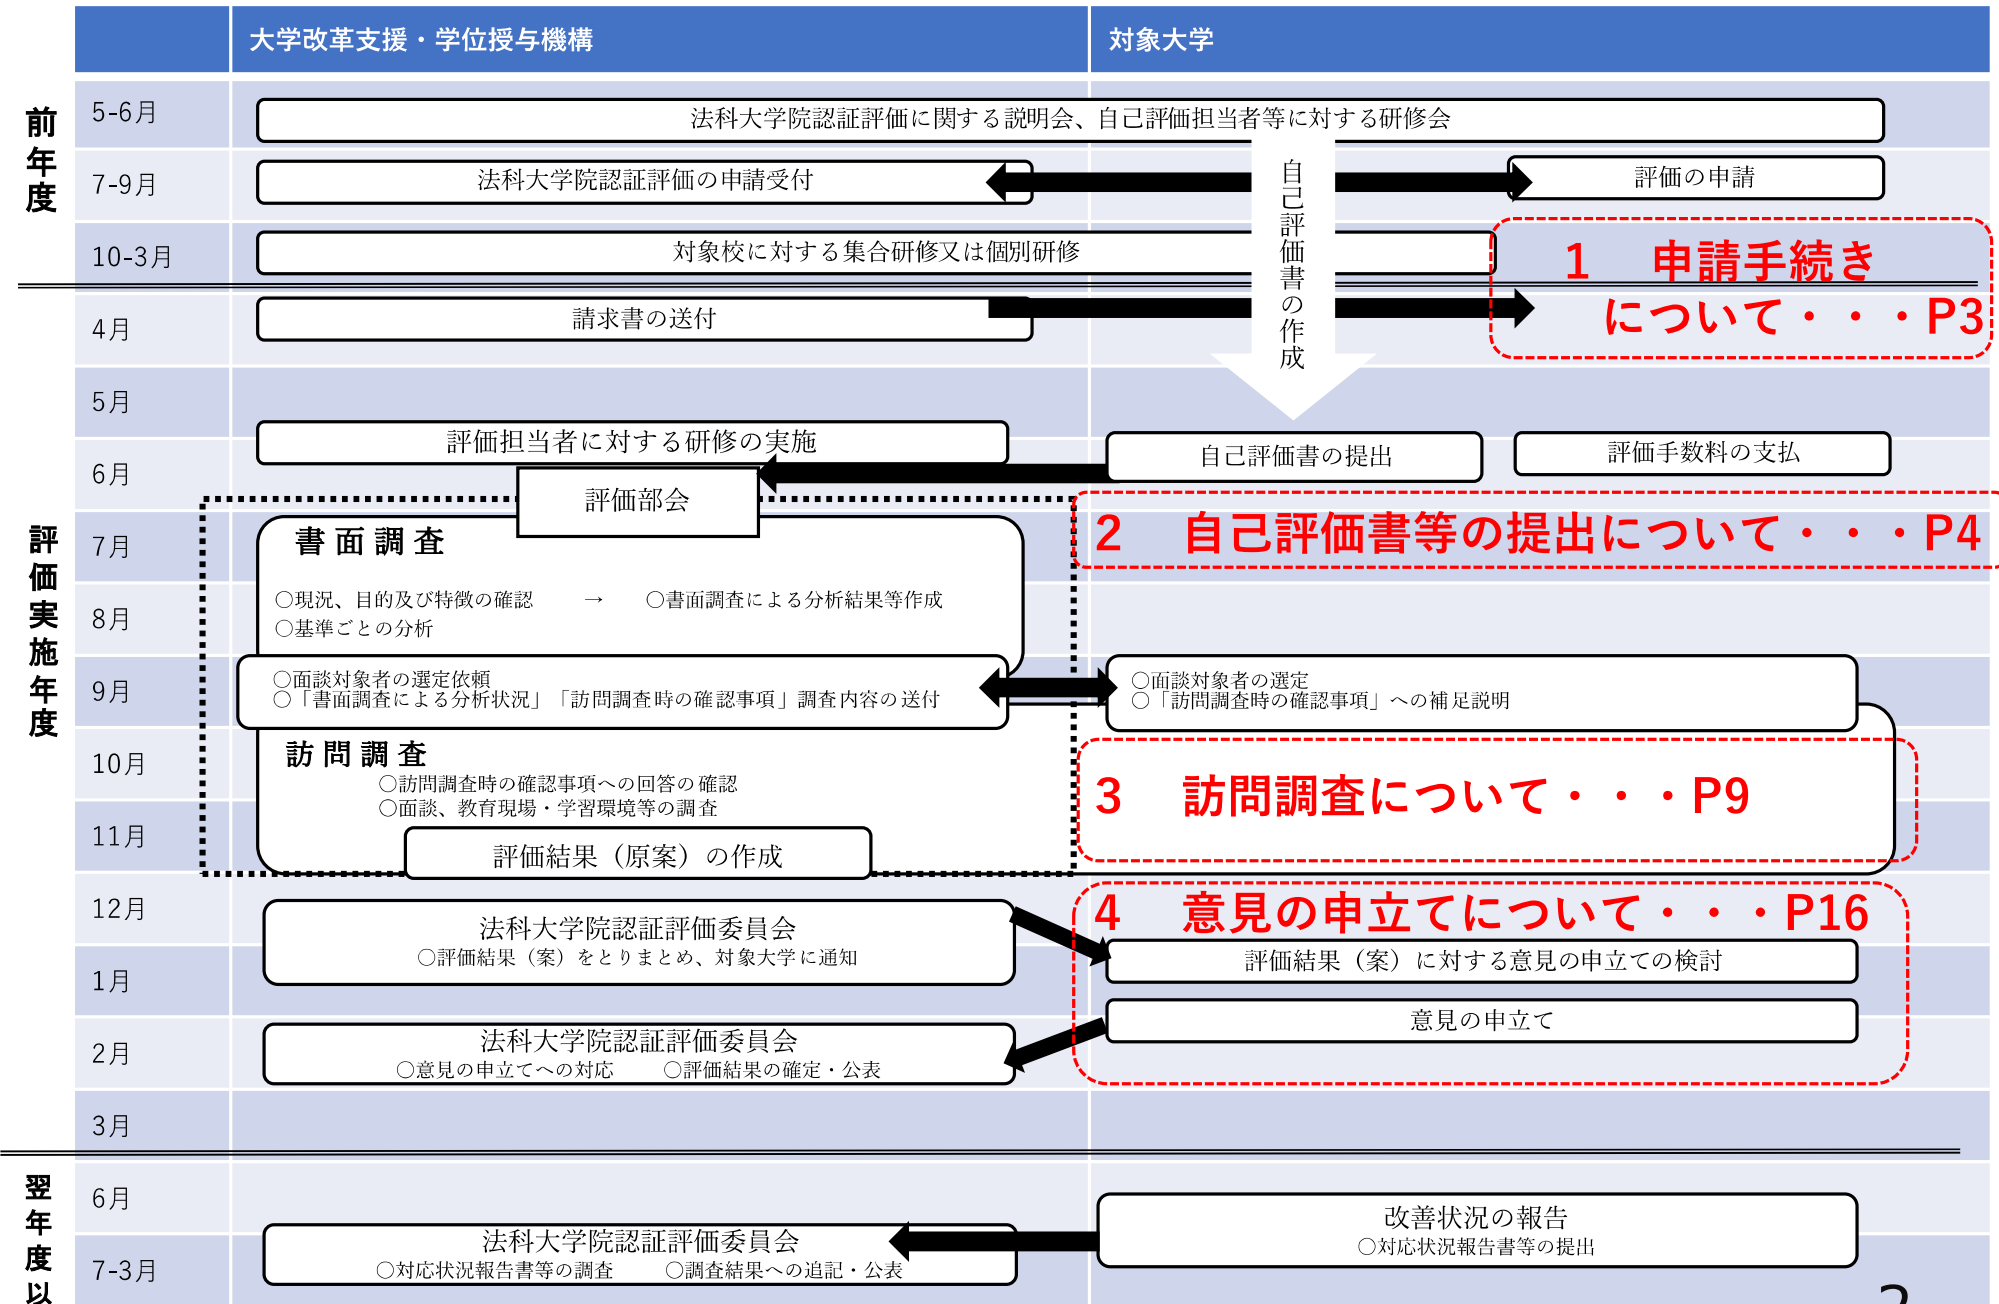 大学改革支援・学位授与機構
対象大学
前年度
5-6月
法科大学院認証評価に関する説明会、自己評価担当者等に対する研修会
7-9月
法科大学院認証評価の申請受付
評価の申請
自己評価書の作成
10-3月
対象校に対する集合研修又は個別研修
1 申請手続き
について・・・P3
評価実施年度
4月
請求書の送付
5月
評価担当者に対する研修の実施
6月
自己評価書の提出
評価手数料の支払
評価部会
7月
書面調査
2 自己評価書等の提出について・・・P4
8月
○現況、目的及び特徴の確認 → ○書面調査による分析結果等作成
○基準ごとの分析
9月
○面談対象者の選定依頼
○「書面調査による分析状況」「訪問調査時の確認事項」調査内容の送付
○面談対象者の選定
○「訪問調査時の確認事項」への補足説明
10月
訪問調査
○訪問調査時の確認事項への回答の確認
○面談、教育現場・学習環境等の調査
3 訪問調査について・・・P9
11月
評価結果（原案）の作成
12月
法科大学院認証評価委員会
○評価結果（案）をとりまとめ、対象大学に通知
4 意見の申立てについて・・・P16
1月
評価結果（案）に対する意見の申立ての検討
意見の申立て
2月
法科大学院認証評価委員会
○意見の申立てへの対応 ○評価結果の確定・公表
3月
翌年度以
6月
改善状況の報告
○対応状況報告書等の提出
7-3月
法科大学院認証評価委員会
○対応状況報告書等の調査 ○調査結果への追記・公表
2